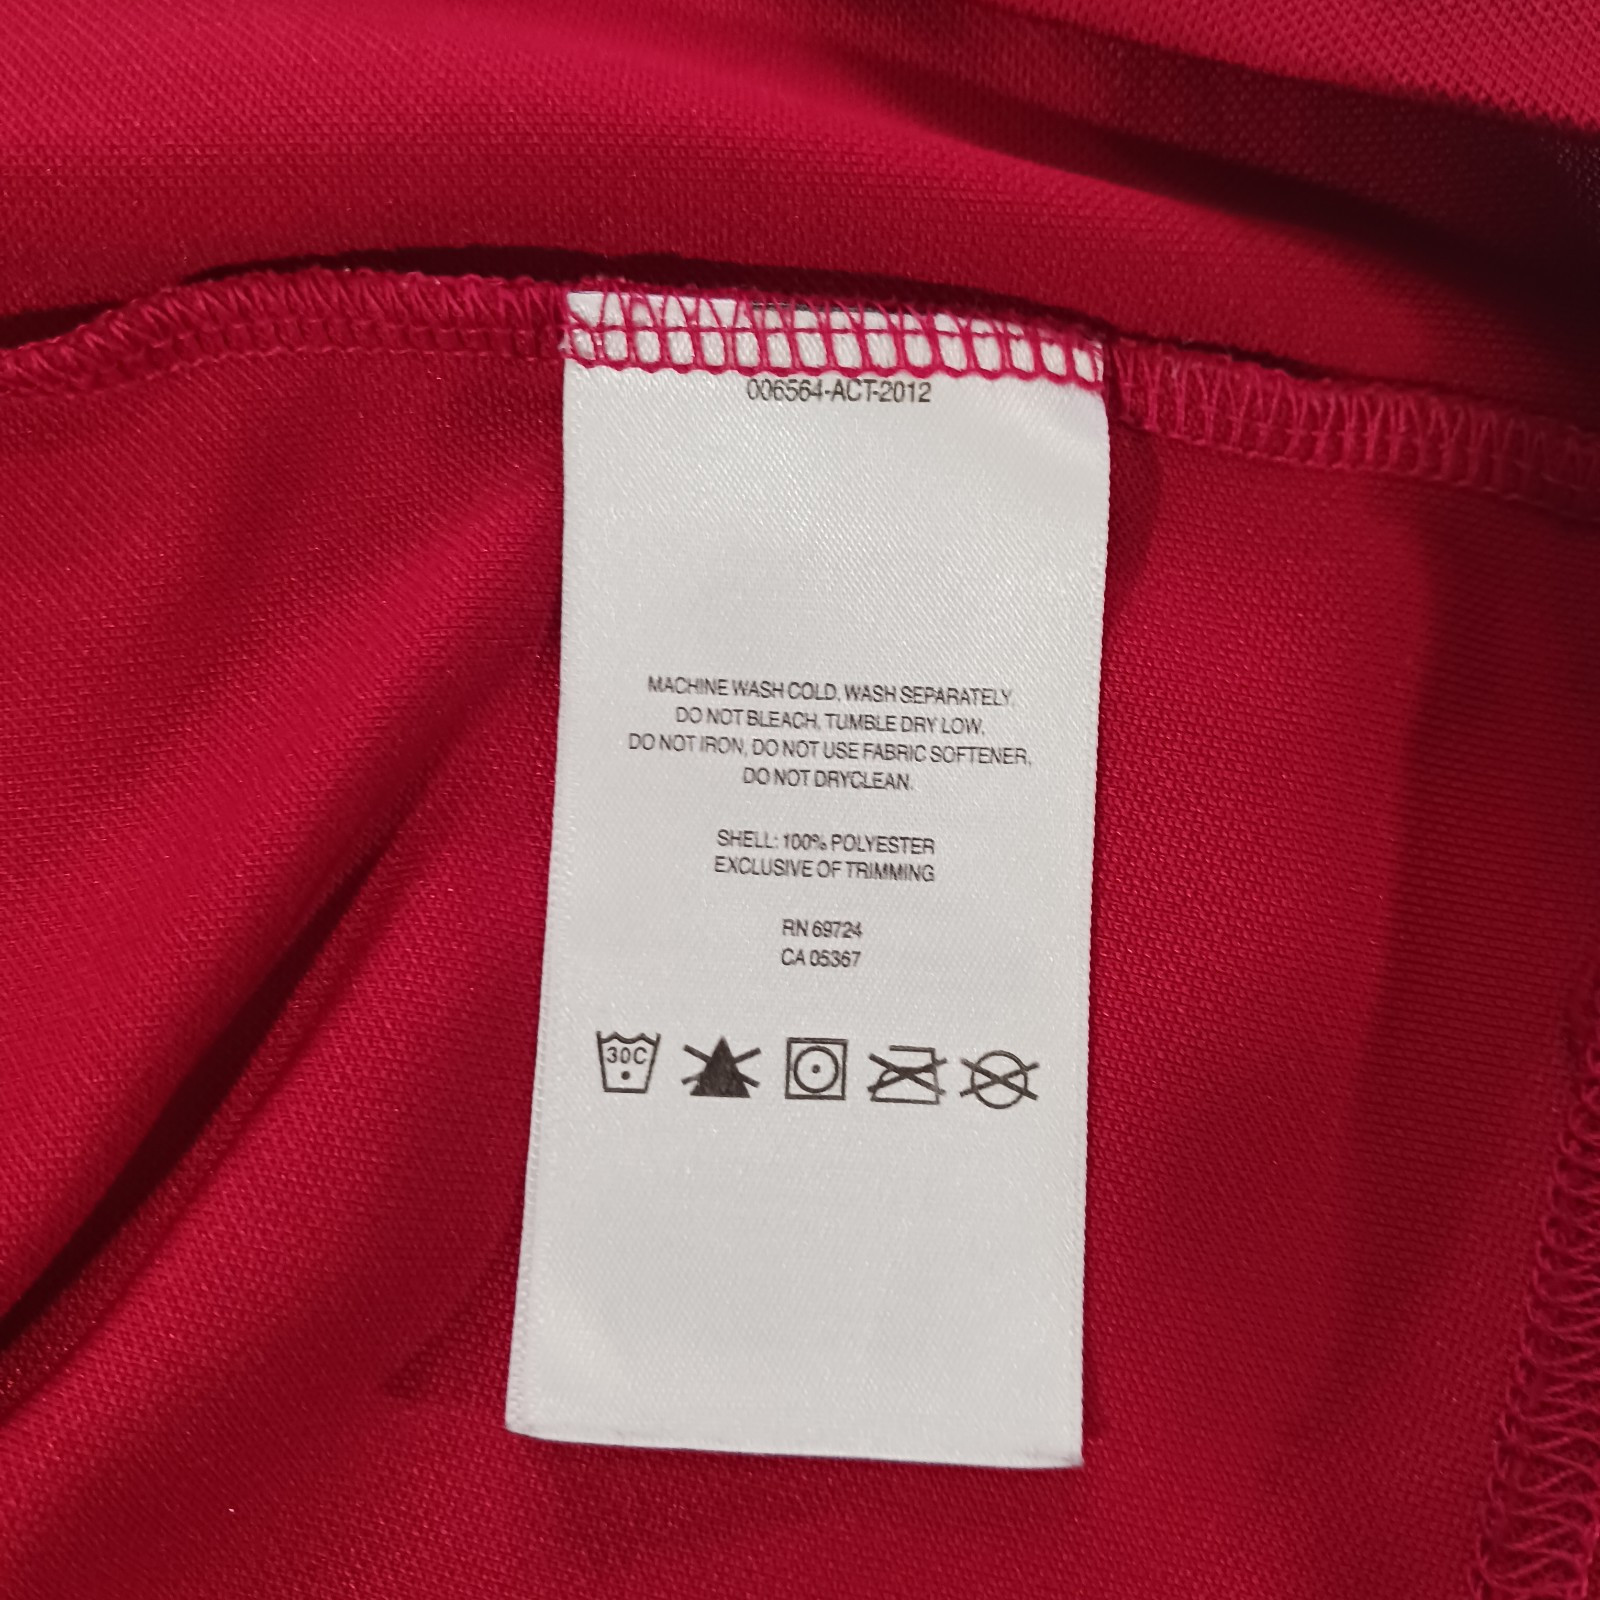 006564-ACT-2012
MACHINE WASH COLD, WASH SEPARATELY,
DO NOT BLEACH, TUMBLE DRY LOW,
DO NOT IRON, DO NOT USE FABRIC SOFTENER,
DO NOT DRYCLEAN.
SHELL: 100% POLYESTER
EXCLUSIVE OF TRIMMING
RN 69724
CA 05367
30C